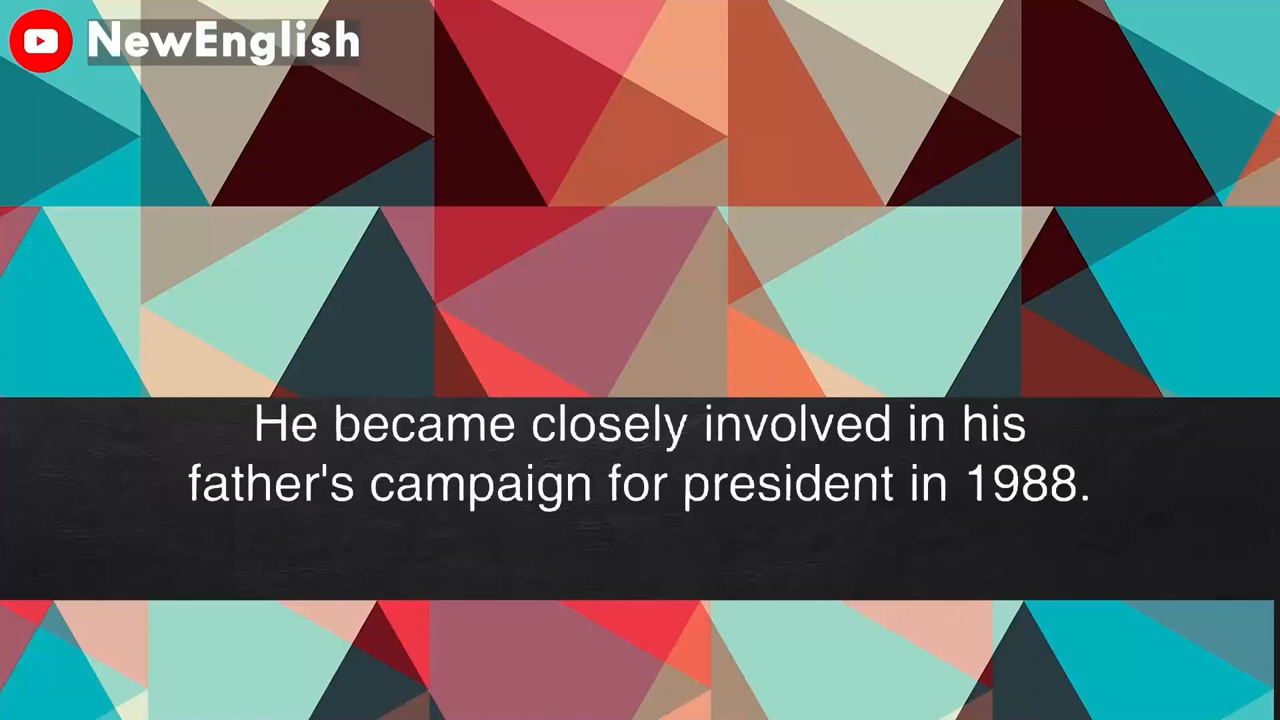 NewEnglish
He became closely involved in his
father's campaign for president in 1988.